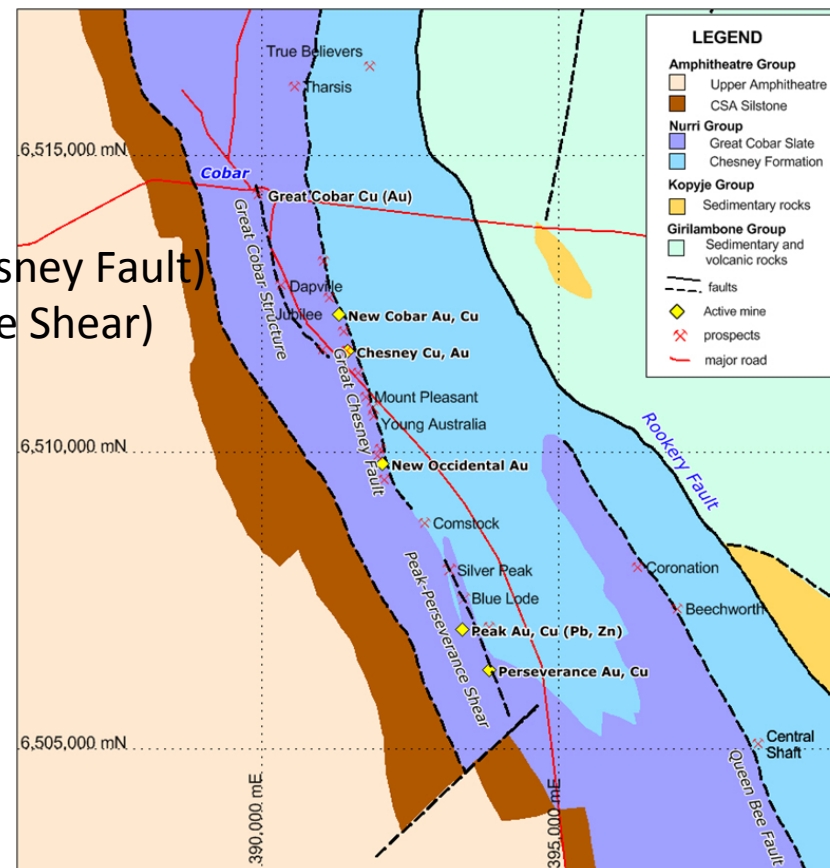 True Believers
Tharsis
6,515,000 mN
Cobar
Great Cobar Cu (Au)
Great Cobar Structure
sney Fault)
e Shear)
Dapville
Jubilee
New Cobar Au, Cu
Chesney Cu, Au
Great Chesney Fault
Mount Pleasant
Young Australia
6,510,000 mN
New Occidental Au
Rookery Fault
Comstock
Peak-Perseverance Shear
Silver Peak
Blue Lode
Coronation
Beechworth
Peak Au, Cu (Pb, Zn)
Perseverance Au, Cu
6,505,000 mN
Central
Shaft
Queen Bee Fault
390,000 mE
395,000 mE
LEGEND
Amphitheatre Group
Upper Amphitheatre
CSA Silstone
Nurri Group
Great Cobar Slate
Chesney Formation
Kopyje Group
Sedimentary rocks
Girilambone Group
Sedimentary and
volcanic rocks
faults
Active mine
prospects
major road